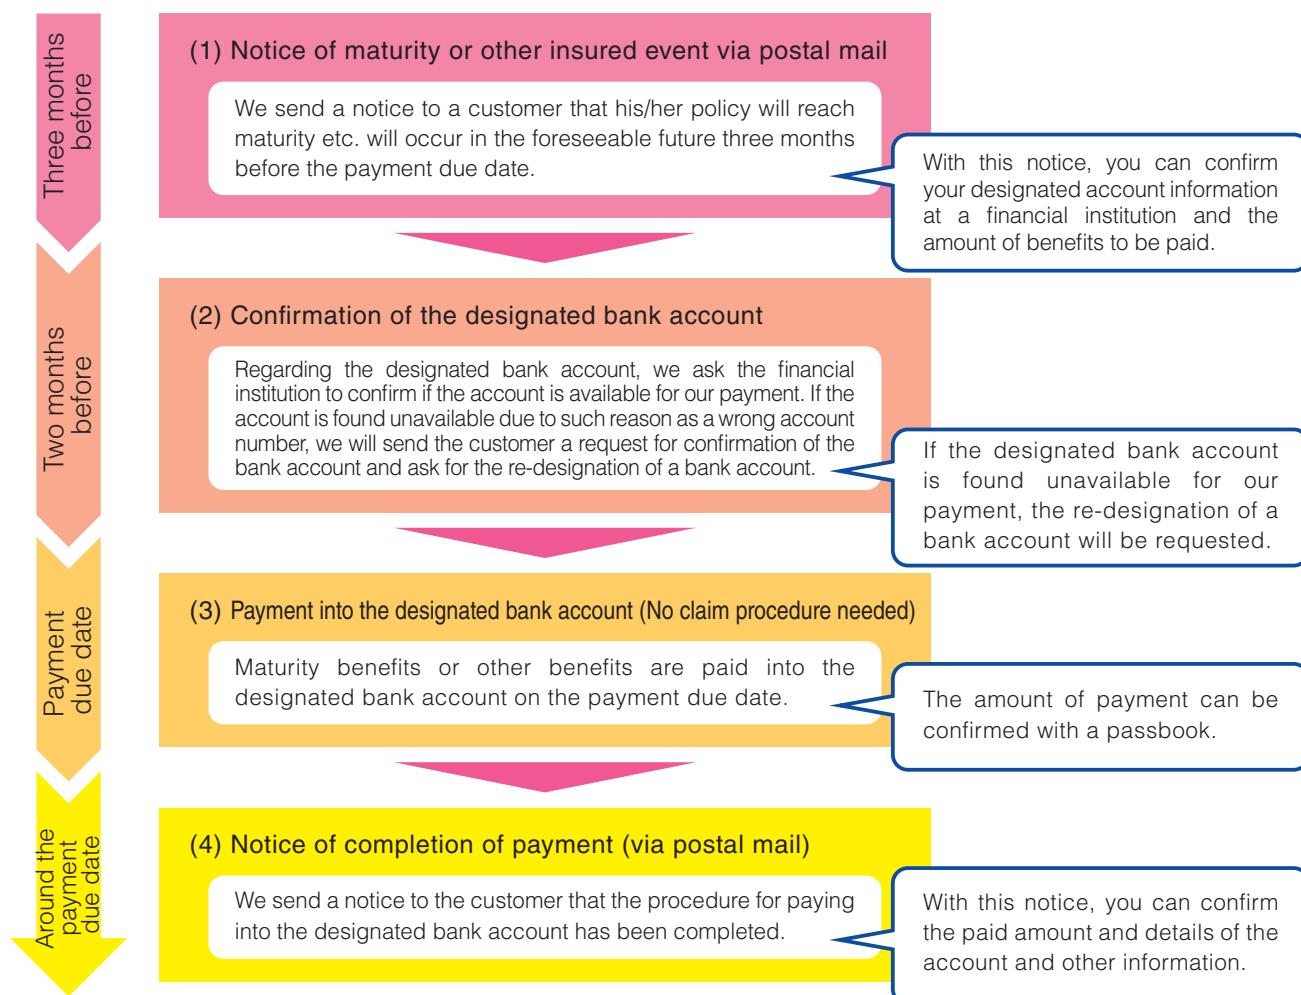 Three months
before
(1) Notice of maturity or other insured event via postal mail
We send a notice to a customer that his/her policy will reach
maturity etc. will occur in the foreseeable future three months
before the payment due date.
With this notice, you can confirm
your designated account information
at a financial institution and the
amount of benefits to be paid.
Two months
before
(2) Confirmation of the designated bank account
Regarding the designated bank account, we ask the financial
institution to confirm if the account is available for our payment. If the
account is found unavailable due to such reason as a wrong account
number, we will send the customer a request for confirmation of the
bank account and ask for the re-designation of a bank account.
If the designated bank account
is found unavailable for our
payment, the re-designation of a
bank account will be requested.
Payment
due date
(3) Payment into the designated bank account (No claim procedure needed)
Maturity benefits or other benefits are paid into the
designated bank account on the payment due date.
The amount of payment can be
confirmed with a passbook.
Around the
payment
due date
(4) Notice of completion of payment (via postal mail)
We send a notice to the customer that the procedure for paying
into the designated bank account has been completed.
With this notice, you can confirm
the paid amount and details of the
account and other information.